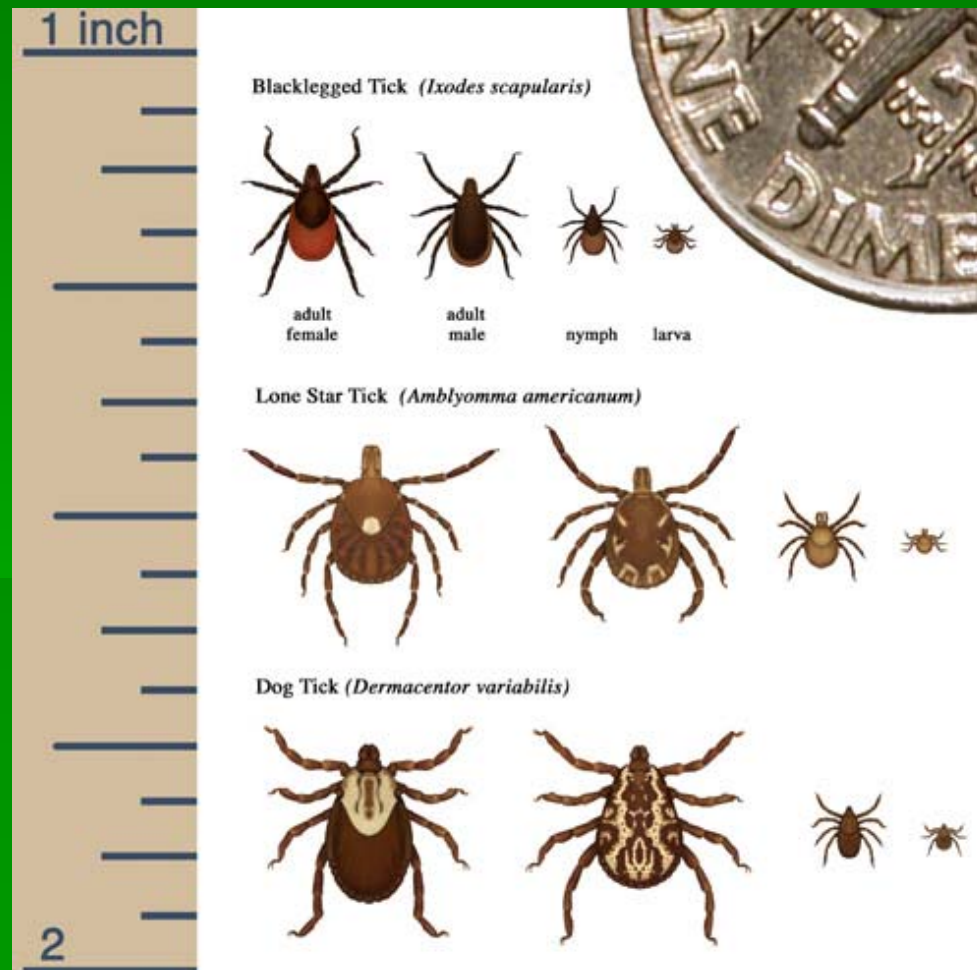 1 inch
Blacklegged Tick (Ixodes scapularis)
adult female
adult male
nymph
larva
Lone Star Tick (Amblyomma americanum)
Dog Tick (Dermacentor variabilis)
2
ONE DIME